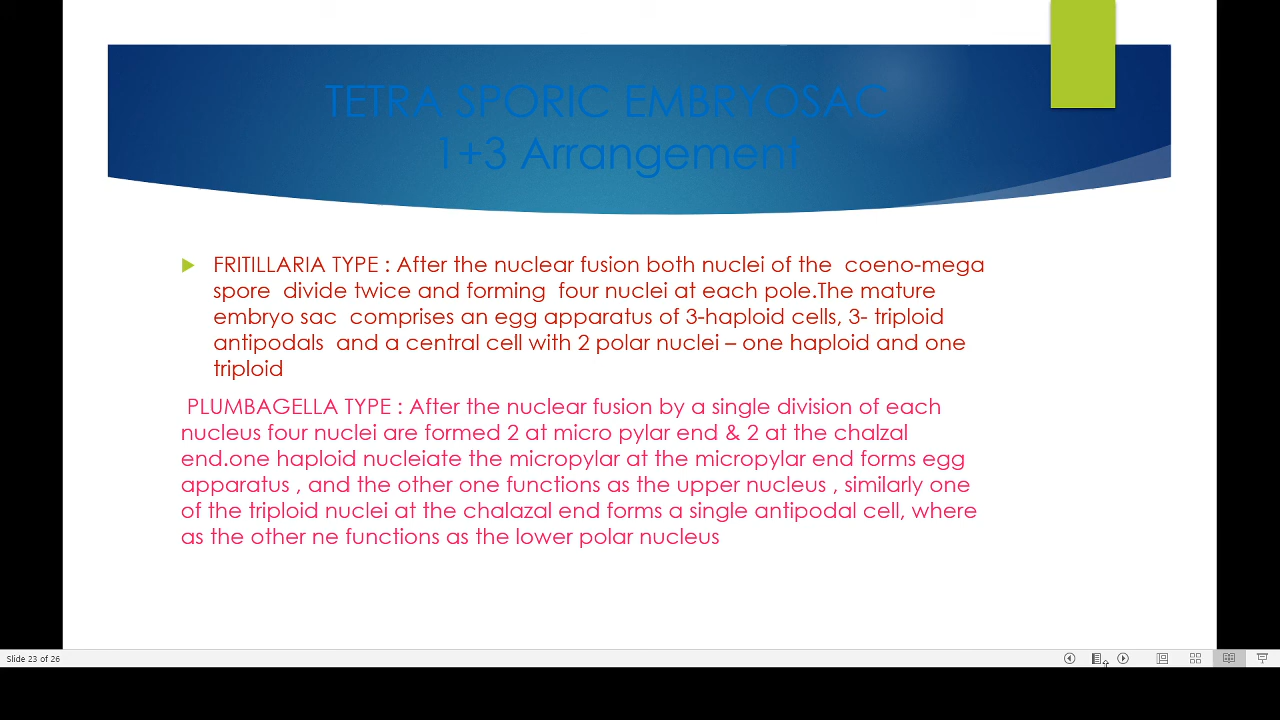 TETRA SPORIC EMBRYOSAC
1+3 Arrangement
FRITILLARIA TYPE : After the nuclear fusion both nuclei of the coeno-mega
spore divide twice and forming four nuclei at each pole.The mature
embryo sac comprises an egg apparatus of 3-haploid cells, 3- triploid
antipodals and a central cell with 2 polar nuclei – one haploid and one
triploid
PLUMBAGELLA TYPE : After the nuclear fusion by a single division of each
nucleus four nuclei are formed 2 at micro pylar end & 2 at the chalzal
end.one haploid nucleiate the micropylar at the micropylar end forms egg
apparatus , and the other one functions as the upper nucleus , similarly one
of the triploid nuclei at the chalazal end forms a single antipodal cell, where
as the other ne functions as the lower polar nucleus
Slide 23 of 26